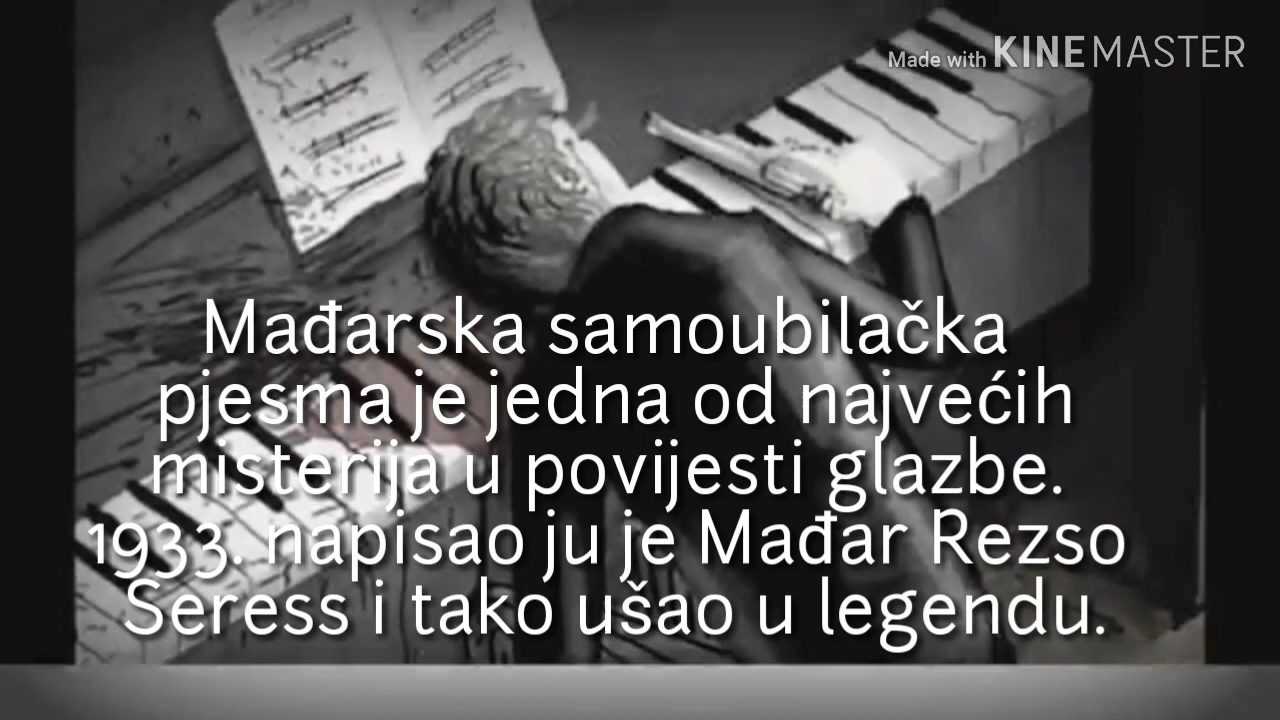 Made with KINEMASTER
Mađarska samoubilačka
pjesma je jedna od najvećih
misterija u povijesti glazbe.
1933. napisao ju je Mađar Rezso
Seress i tako ušao u legendu.